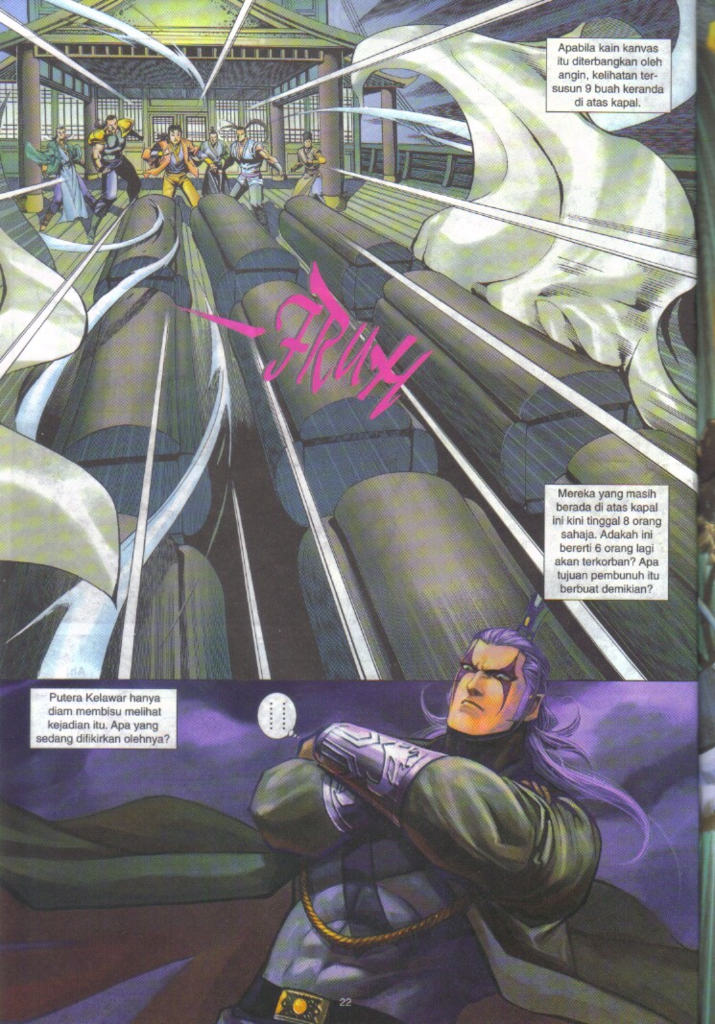 Apabila kain kanvas
itu diterbangkan oleh
angin, kelihatan ter-
susun 9 buah keranda
di atas kapal.
FRUH
Mereka yang masih
berada di atas kapal
ini kini tinggal 8 orang
sahaja. Adakah ini
bererti 6 orang lagi
akan terkorban? Apa
tujuan pembunuh itu
berbuat demikian?
Putera Kelawar hanya
diam membisu melihat
kejadian itu. Apa yang
sedang difikirkan olehnya?
22